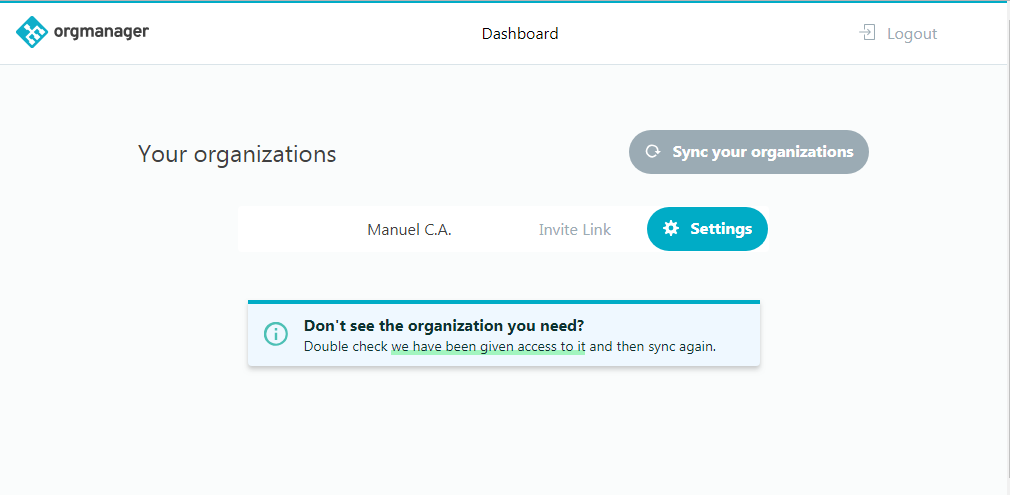 orgmanager
Dashboard
Logout
Your organizations
Sync your organizations
Manuel C.A.
Invite Link
Settings
Don't see the organization you need?
Double check we have been given access to it and then sync again.